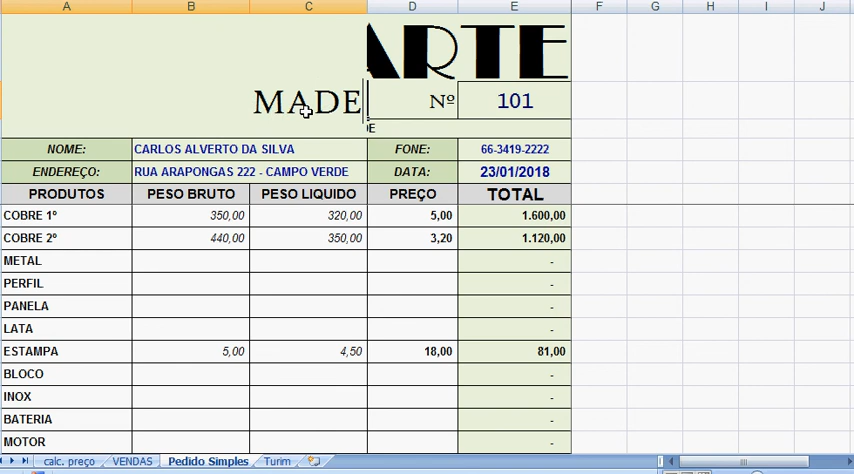 A B C D E F G H I J
ARTE
MADE Nº 101
DE
NOME: CARLOS ALVERTO DA SILVA FONE: 66-3419-2222
ENDEREÇO: RUA ARAPONGAS 222 - CAMPO VERDE DATA: 23/01/2018
PRODUTOS PESO BRUTO PESO LIQUIDO PREÇO TOTAL
COBRE 1º 350,00 320,00 5,00 1.600,00
COBRE 2º 440,00 350,00 3,20 1.120,00
METAL -
PERFIL -
PANELA -
LATA -
ESTAMPA 5,00 4,50 18,00 81,00
BLOCO -
INOX -
BATERIA -
MOTOR -
calc. preço VENDAS Pedido Simples Turim